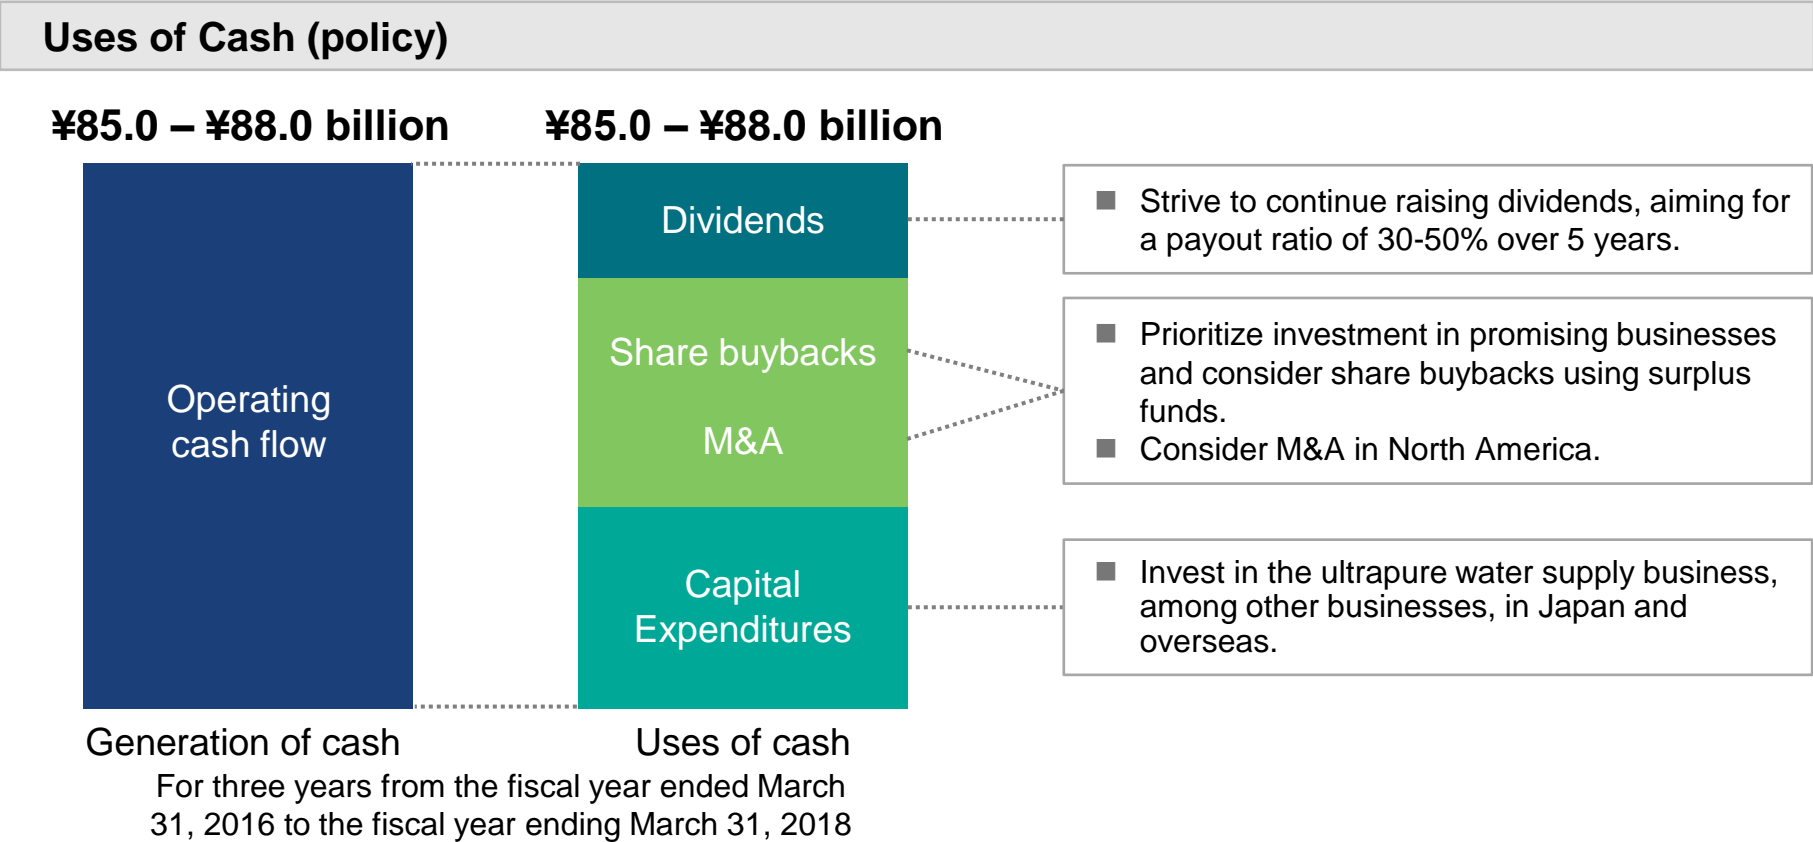 Uses of Cash (policy)
¥85.0 – ¥88.0 billion
¥85.0 – ¥88.0 billion
Operating
cash flow
Dividends
Share buybacks
M&A
Capital
Expenditures
■ Strive to continue raising dividends, aiming for
a payout ratio of 30-50% over 5 years.
■ Prioritize investment in promising businesses
and consider share buybacks using surplus
funds.
■ Consider M&A in North America.
■ Invest in the ultrapure water supply business,
among other businesses, in Japan and
overseas.
Generation of cash
Uses of cash
For three years from the fiscal year ended March
31, 2016 to the fiscal year ending March 31, 2018